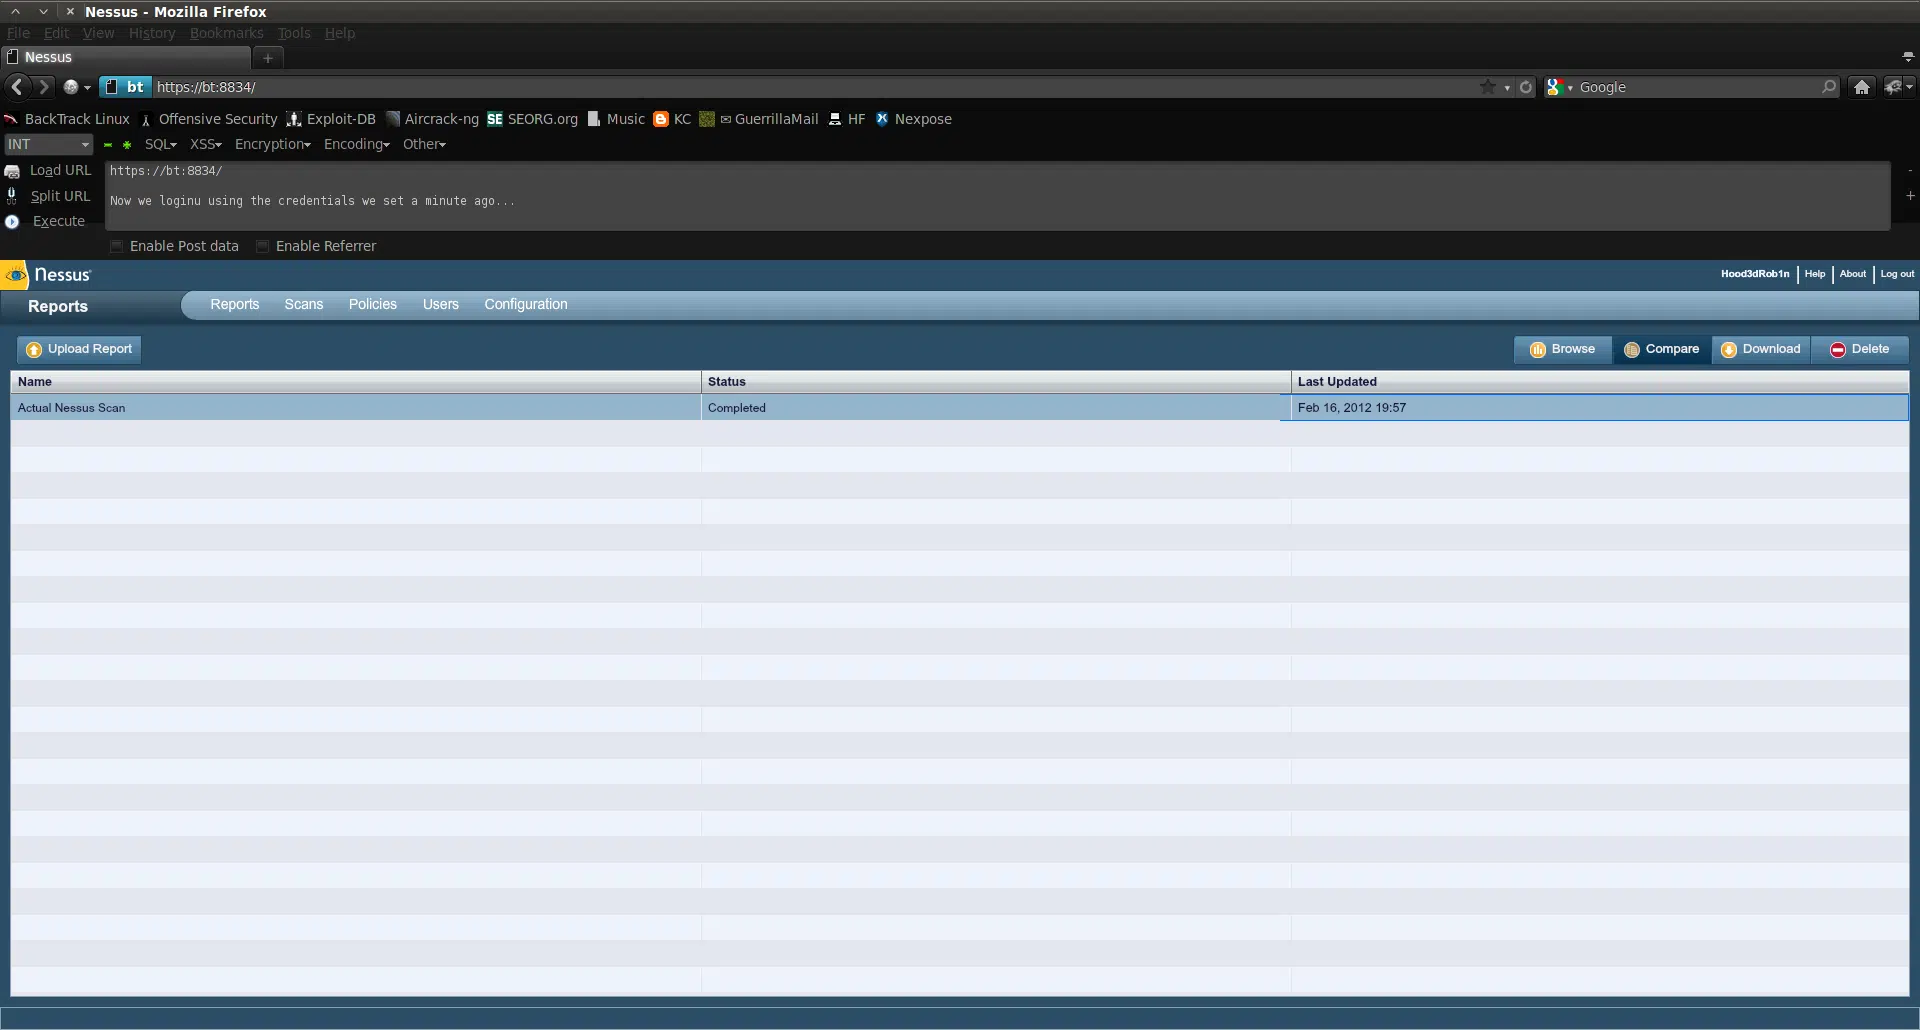 Nessus - Mozilla Firefox
File Edit View History Bookmarks Tools Help
Nessus
bt https://bt:8834/ Google
BackTrack Linux Offensive Security Exploit-DB Aircrack-ng SE SEORG.org Music KC GuerrillaMail HF Nexpose
INT SQL XSS Encryption Encoding Other
Load URL https://bt:8834/
Split URL Now we loginu using the credentials we set a minute ago...
Execute
Enable Post data Enable Referrer
Nessus Hood3dRob1n Help About Log out
Reports Reports Scans Policies Users Configuration
Upload Report Browse Compare Download Delete
Name Status Last Updated
Actual Nessus Scan Completed Feb 16, 2012 19:57